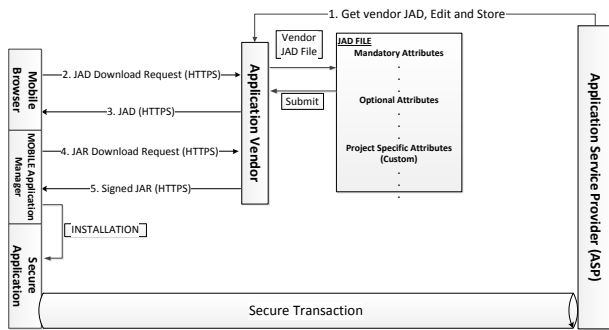 1. Get vendor JAD, Edit and Store
Vendor
JAD File
JAD FILE
Mandatory Attributes
.
.
.
Optional Attributes
.
.
.
Project Specific Attributes
(Custom)
.
.
.
Submit
Mobile
Browser
2. JAD Download Request (HTTPS)
3. JAD (HTTPS)
Application Vendor
Application Service Provider (ASP)
MOBILE Application
Manager
4. JAR Download Request (HTTPS)
5. Signed JAR (HTTPS)
INSTALLATION
Secure
Application
Secure Transaction